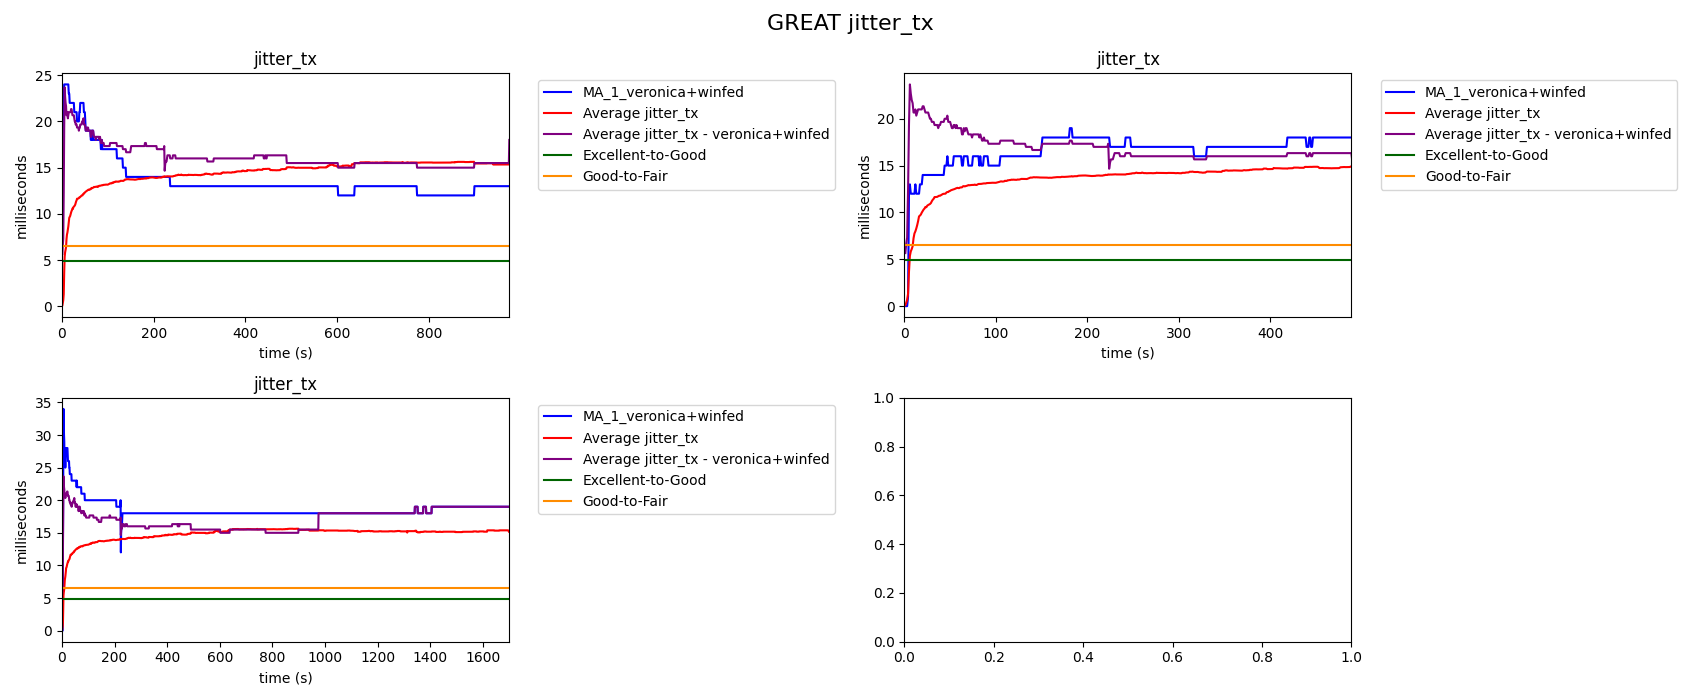 GREAT jitter_tx
jitter_tx
25
20
15
10
5
0
milliseconds
0 200 400 600 800
time (s)
MA_1_veronica+winfed
Average jitter_tx
Average jitter_tx - veronica+winfed
Excellent-to-Good
Good-to-Fair
jitter_tx
20
15
10
5
0
milliseconds
0 100 200 300 400
time (s)
MA_1_veronica+winfed
Average jitter_tx
Average jitter_tx - veronica+winfed
Excellent-to-Good
Good-to-Fair
jitter_tx
35
30
25
20
15
10
5
0
milliseconds
0 200 400 600 800 1000 1200 1400 1600
time (s)
MA_1_veronica+winfed
Average jitter_tx
Average jitter_tx - veronica+winfed
Excellent-to-Good
Good-to-Fair
1.0
0.8
0.6
0.4
0.2
0.0
0.0 0.2 0.4 0.6 0.8 1.0